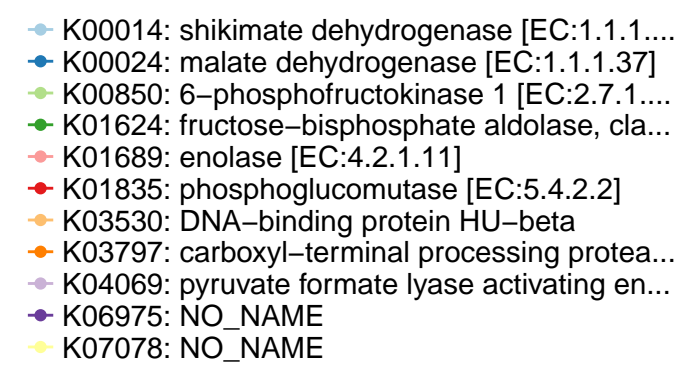 K00014: shikimate dehydrogenase [EC:1.1.1....
K00024: malate dehydrogenase [EC:1.1.1.37]
K00850: 6−phosphofructokinase 1 [EC:2.7.1....
K01624: fructose−bisphosphate aldolase, cla...
K01689: enolase [EC:4.2.1.11]
K01835: phosphoglucomutase [EC:5.4.2.2]
K03530: DNA−binding protein HU−beta
K03797: carboxyl−terminal processing protea...
K04069: pyruvate formate lyase activating en...
K06975: NO_NAME
K07078: NO_NAME